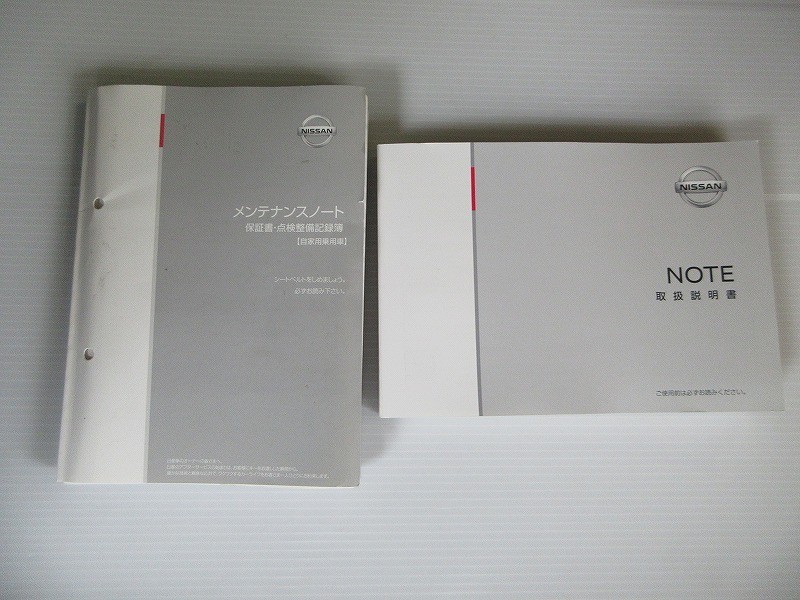 NISSAN
メンテナンスノート
保証書・点検整備記録簿
【自家用乗用車】
シートベルトをしめましょう。
必ずお読み下さい。
NISSAN
NOTE
取扱説明書
ご使用前は必ずお読みください。